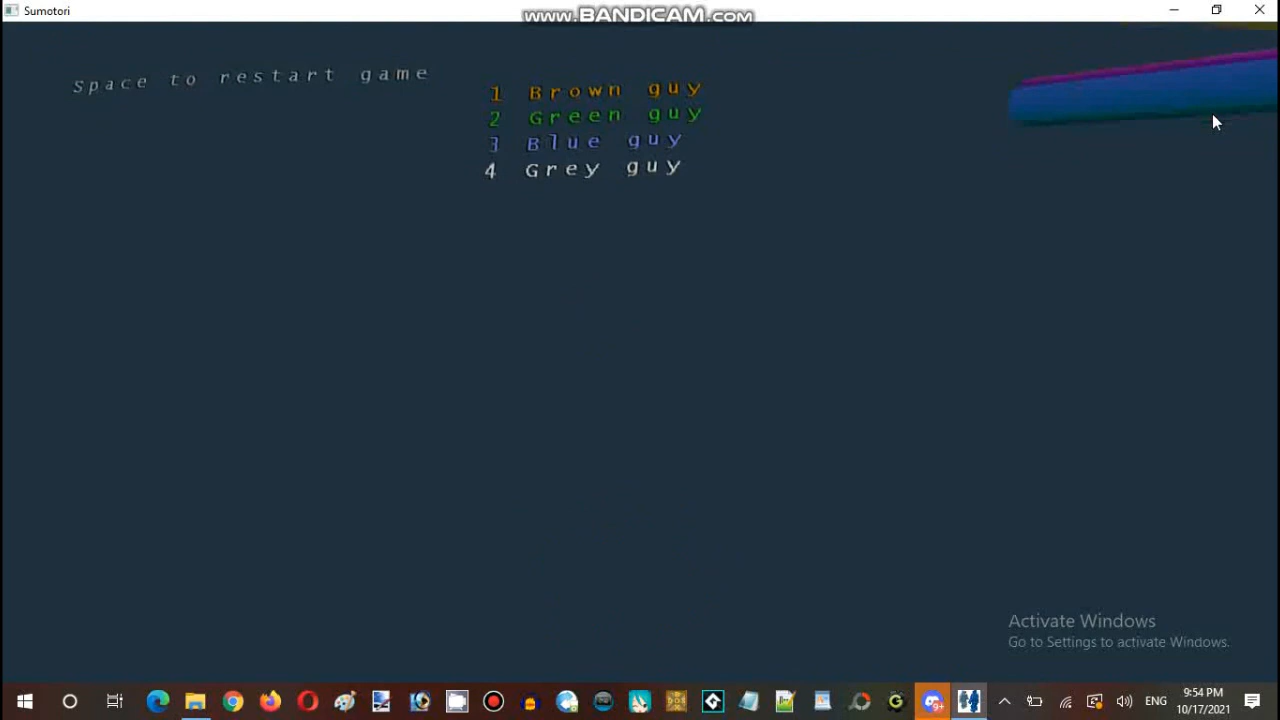 Sumotori
www.BANDICAM.com
Space to restart game
1 Brown guy
2 Green guy
3 Blue guy
4 Grey guy
Activate Windows
Go to Settings to activate Windows.
9+
ENG
9:54 PM
10/17/2021